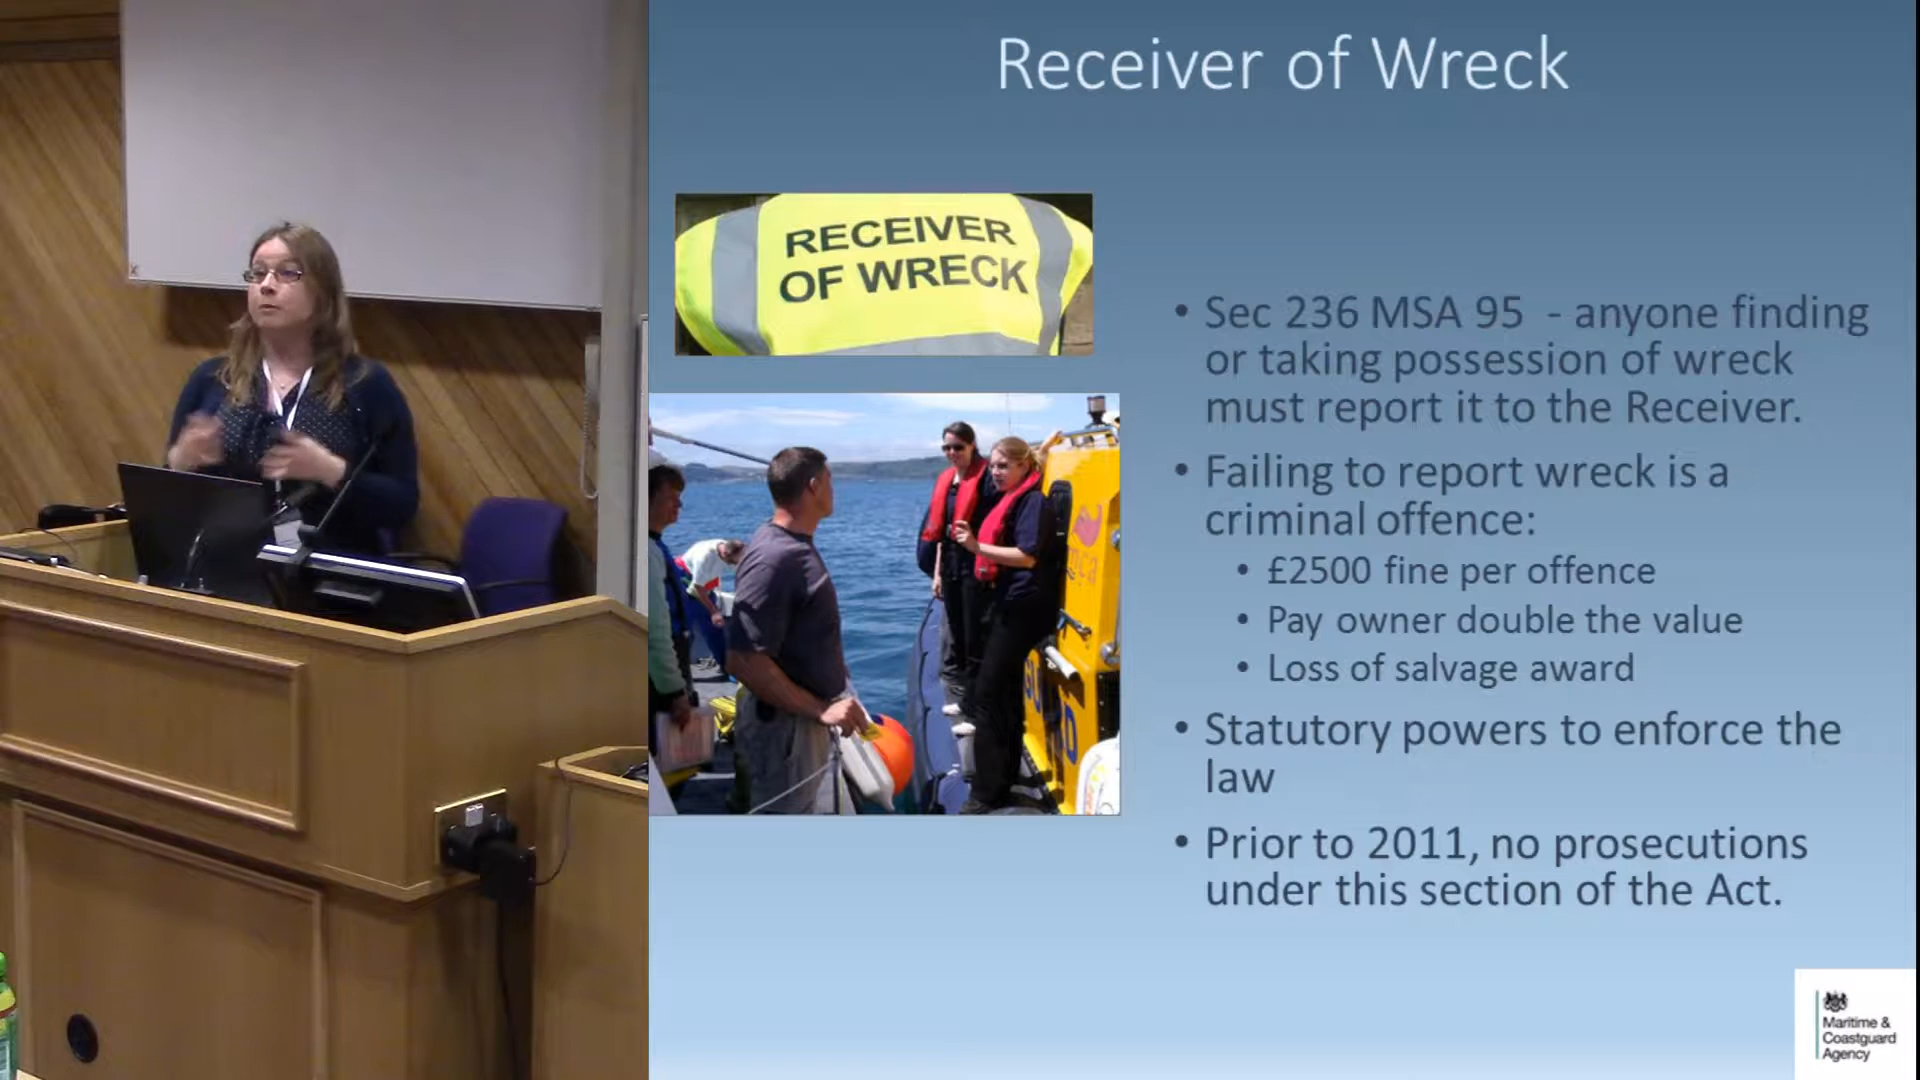 Receiver of Wreck
RECEIVER
OF WRECK
• Sec 236 MSA 95 - anyone finding
or taking possession of wreck
must report it to the Receiver.
• Failing to report wreck is a
criminal offence:
• £2500 fine per offence
• Pay owner double the value
• Loss of salvage award
• Statutory powers to enforce the
law
• Prior to 2011, no prosecutions
under this section of the Act.
mca
Maritime &
Coastguard
Agency